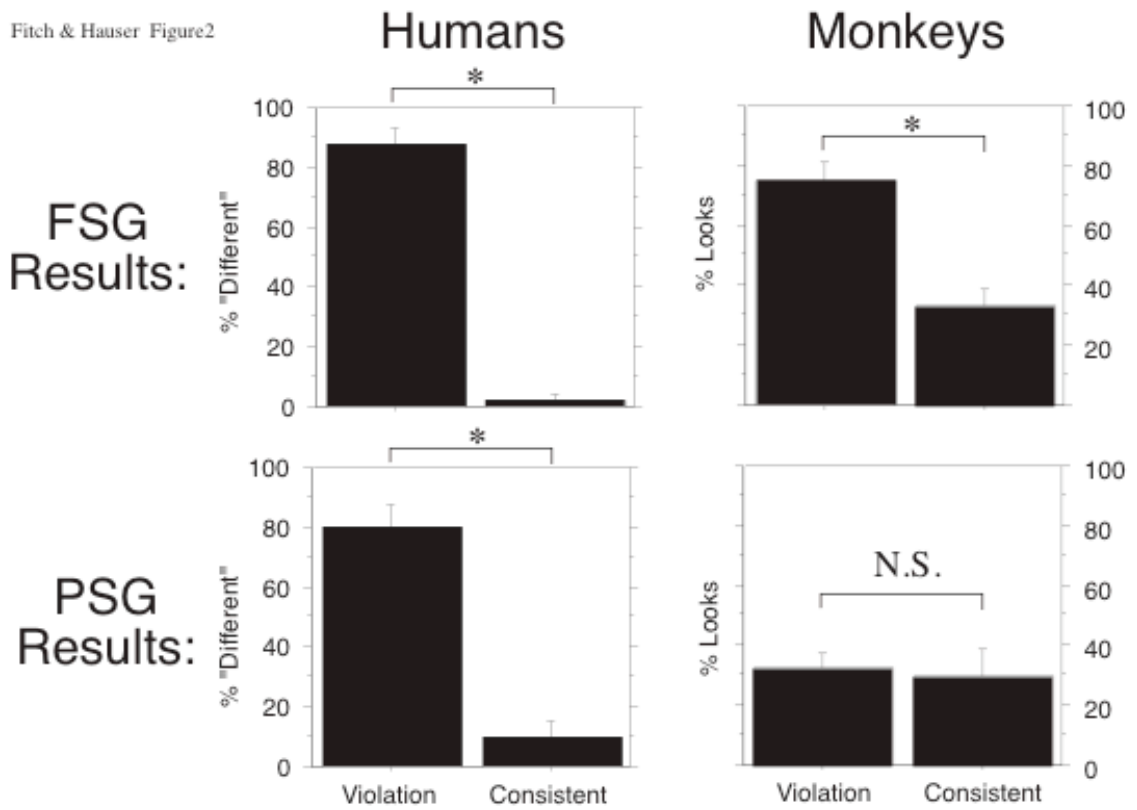 Fitch & Hauser Figure2
Humans
Monkeys
FSG
Results:
% "Different"
100
80
60
40
20
0
*
% Looks
100
80
60
40
20
*
PSG
Results:
% "Different"
100
80
60
40
20
0
*
Violation
Consistent
% Looks
100
80
60
40
20
0
N.S.
Violation
Consistent